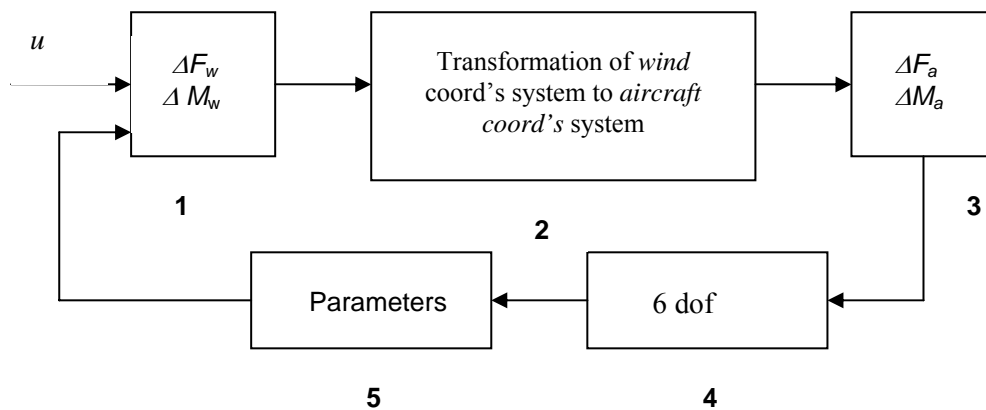 u
ΔF_w
Δ M_w
Transformation of wind
coord's system to aircraft
coord's system
ΔF_a
ΔM_a
1
2
3
Parameters
6 dof
5
4